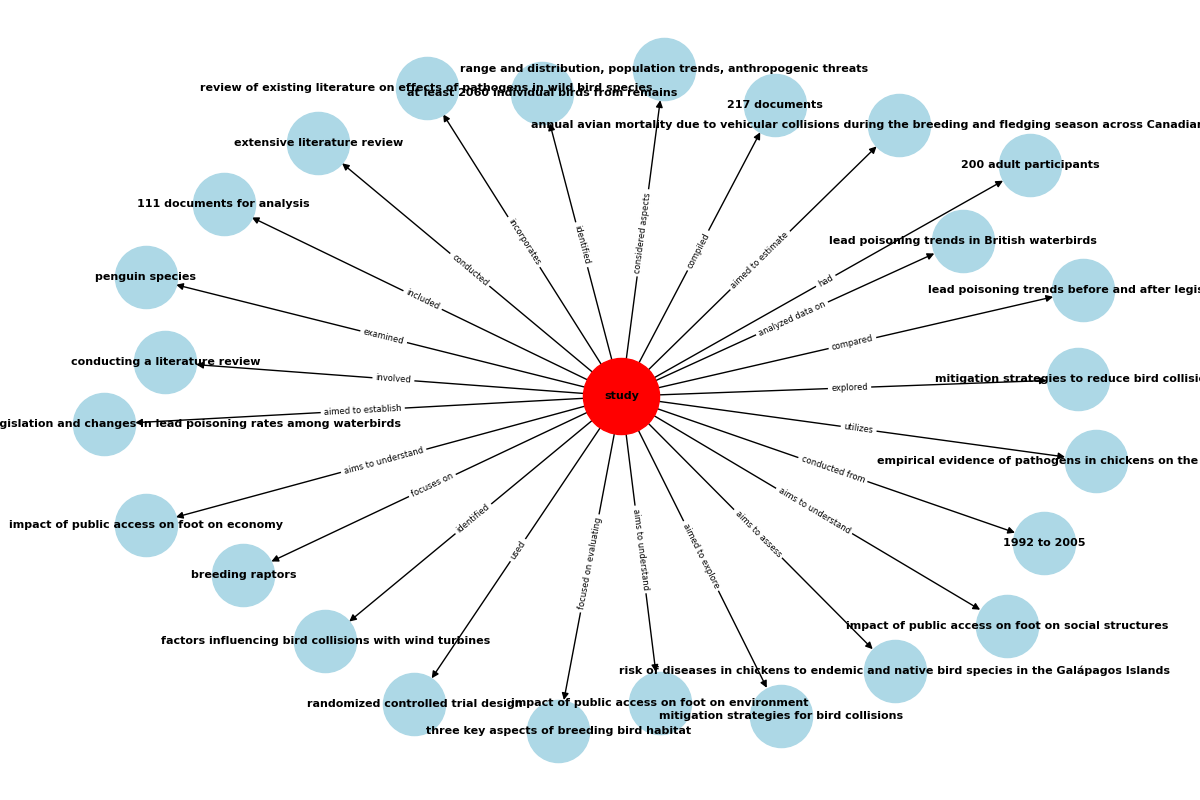 range and distribution, population trends, anthropogenic threats
review of existing literature on effects of pathogens in wild bird species
at least 2060 individual birds from remains
217 documents
annual avian mortality due to vehicular collisions during the breeding and fledging season across Canadian
extensive literature review
200 adult participants
111 documents for analysis
considered aspects
incorporates
identified
compiled
aimed to estimate
lead poisoning trends in British waterbirds
conducted
had
penguin species
lead poisoning trends before and after legis
included
analyzed data on
examined
compared
conducting a literature review
involved
explored
mitigation strategies to reduce bird collisio
study
aimed to establish
gislation and changes in lead poisoning rates among waterbirds
utilizes
aims to understand
conducted from
empirical evidence of pathogens in chickens on the
focuses on
aims to understand
impact of public access on foot on economy
identified
aims to assess
1992 to 2005
used
focused on evaluating
aims to understand
aimed to explore
breeding raptors
impact of public access on foot on social structures
factors influencing bird collisions with wind turbines
risk of diseases in chickens to endemic and native bird species in the Galápagos Islands
randomized controlled trial design
impact of public access on foot on environment
mitigation strategies for bird collisions
three key aspects of breeding bird habitat